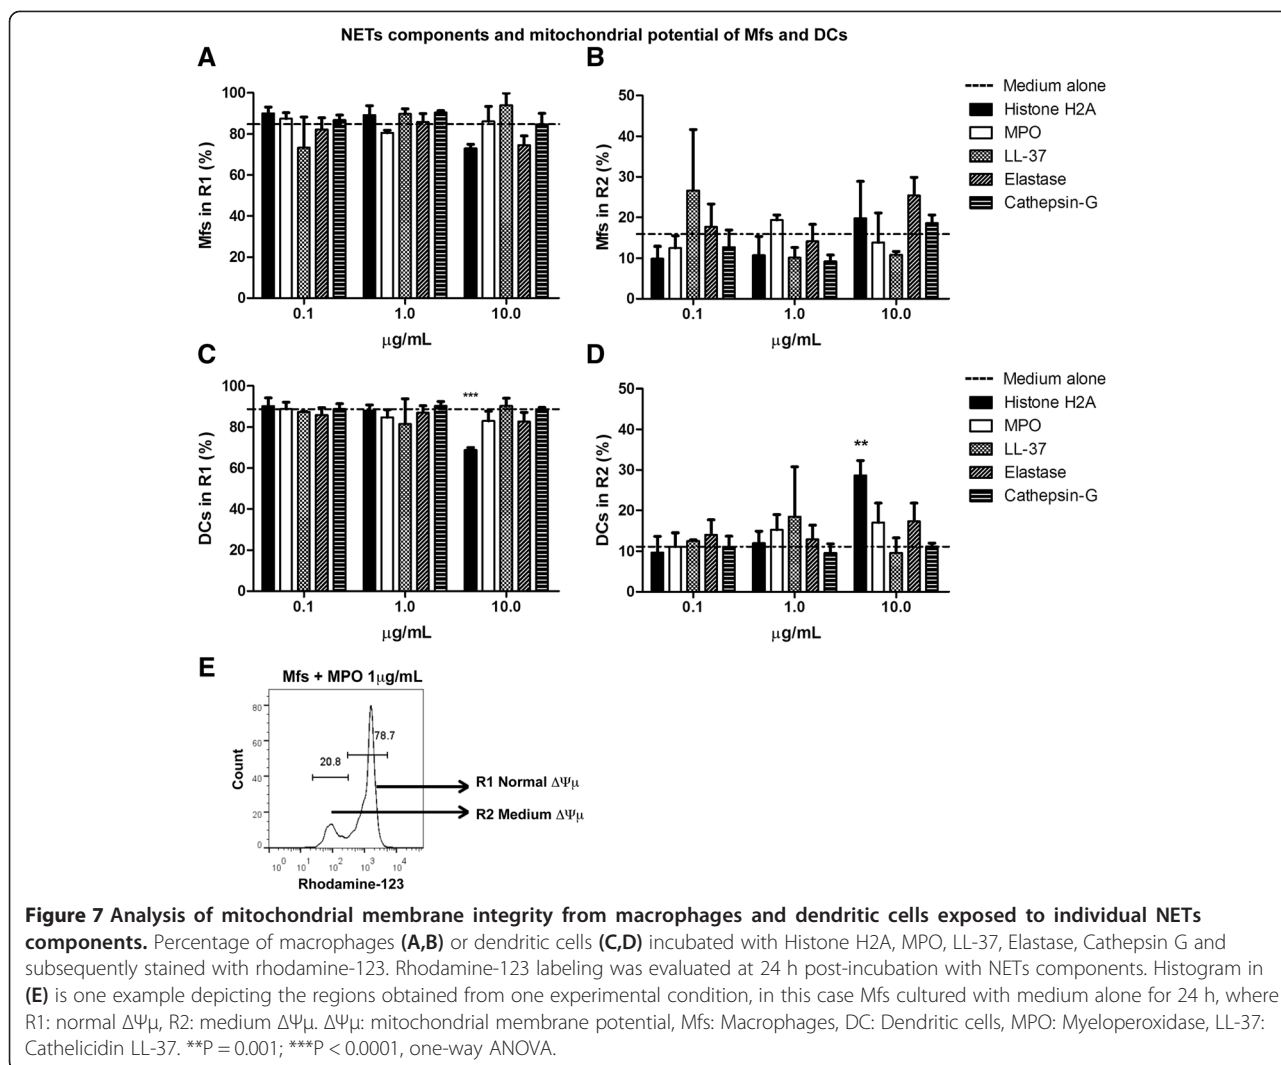 NETs components and mitochondrial potential of Mfs and DCs
A
100
80
60
40
20
0
Mfs in R1 (%)
0.1 1.0 10.0
μg/mL
B
50
40
30
20
10
0
Mfs in R2 (%)
0.1 1.0 10.0
μg/mL
Medium alone
Histone H2A
MPO
LL-37
Elastase
Cathepsin-G
C
100
80
60
40
20
0
DCs in R1 (%)
***
0.1 1.0 10.0
μg/mL
D
50
40
30
20
10
0
DCs in R2 (%)
**
0.1 1.0 10.0
μg/mL
Medium alone
Histone H2A
MPO
LL-37
Elastase
Cathepsin-G
E
Mfs + MPO 1μg/mL
80
60
40
20
0
Count
78.7
20.8
R1 Normal ΔΨμ
R2 Medium ΔΨμ
10^0 10^1 10^2 10^3 10^4
Rhodamine-123
Figure 7 Analysis of mitochondrial membrane integrity from macrophages and dendritic cells exposed to individual NETs
components. Percentage of macrophages (A,B) or dendritic cells (C,D) incubated with Histone H2A, MPO, LL-37, Elastase, Cathepsin G and
subsequently stained with rhodamine-123. Rhodamine-123 labeling was evaluated at 24 h post-incubation with NETs components. Histogram in
(E) is one example depicting the regions obtained from one experimental condition, in this case Mfs cultured with medium alone for 24 h, where
R1: normal ΔΨμ, R2: medium ΔΨμ. ΔΨμ: mitochondrial membrane potential, Mfs: Macrophages, DC: Dendritic cells, MPO: Myeloperoxidase, LL-37:
Cathelicidin LL-37. **P = 0.001; ***P < 0.0001, one-way ANOVA.